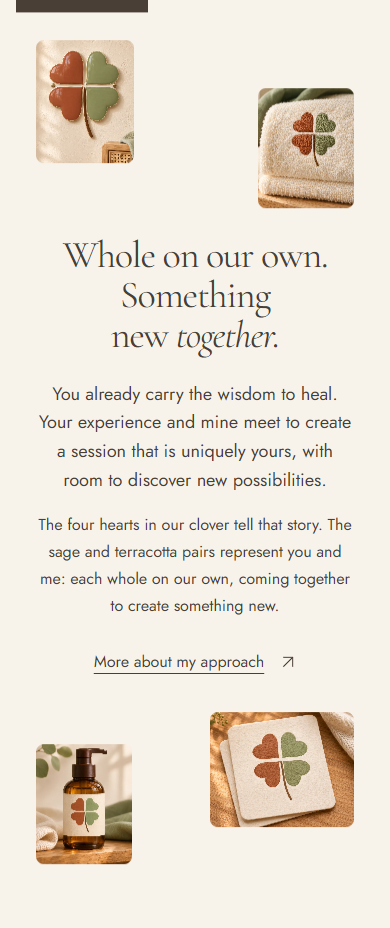 Whole on our own.
Something
new together.
You already carry the wisdom to heal.
Your experience and mine meet to create
a session that is uniquely yours, with
room to discover new possibilities.
The four hearts in our clover tell that story. The
sage and terracotta pairs represent you and
me: each whole on our own, coming together
to create something new.
More about my approach